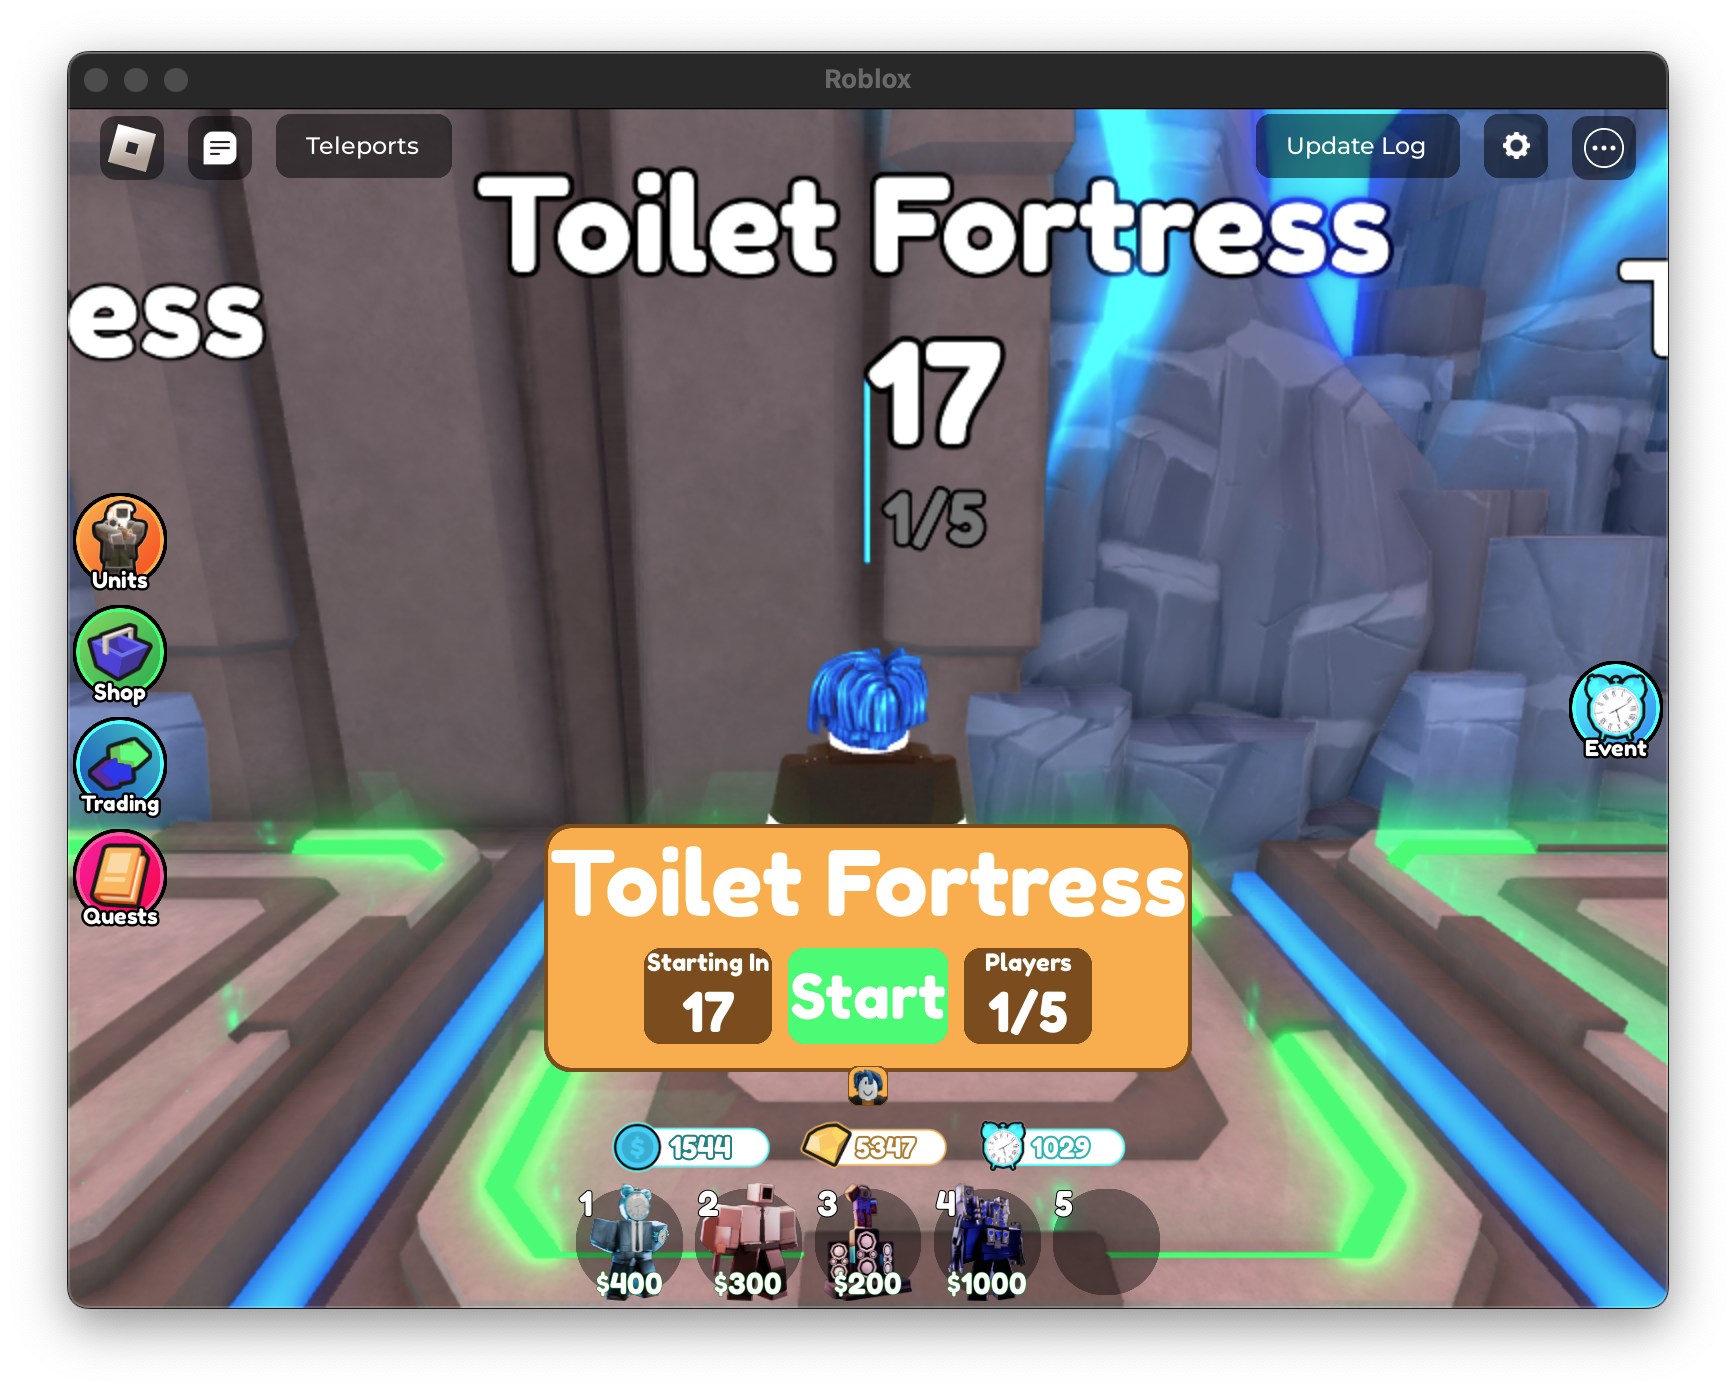 Roblox
Teleports
Update Log
Toilet Fortress
ess
T
17
1/5
Units
Shop
Trading
Quests
Event
Toilet Fortress
Starting In
17
Start
Players
1/5
1544
5347
1029
1
2
3
4
5
$400
$300
$200
$1000